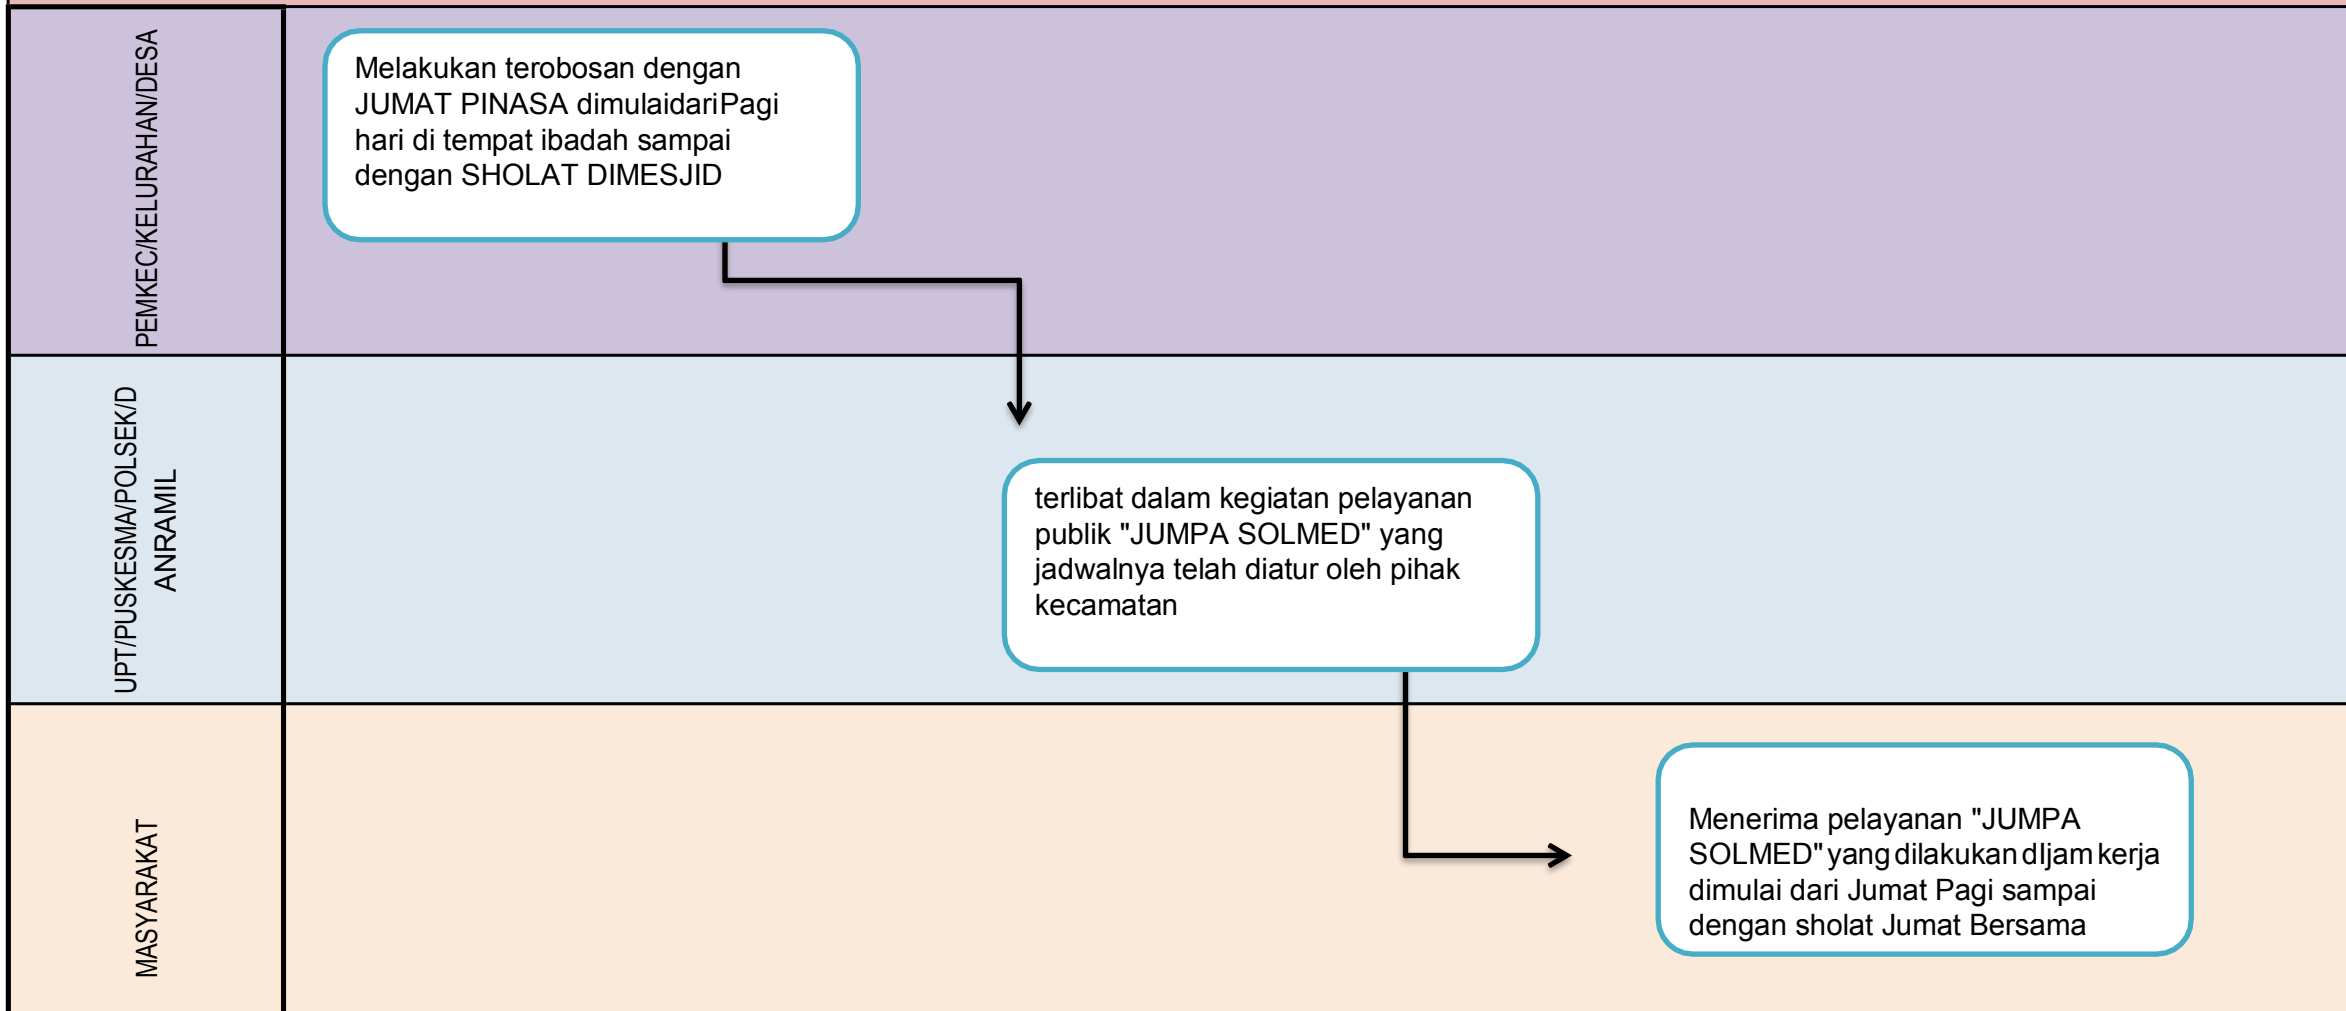 PEMKEC/KELURAHAN/DESA
Melakukan terobosan dengan
JUMAT PINASA dimulaidariPagi
hari di tempat ibadah sampai
dengan SHOLAT DIMESJID
UPT/PUSKESMA/POLSEK/D
ANRAMIL
terlibat dalam kegiatan pelayanan
publik "JUMPA SOLMED" yang
jadwalnya telah diatur oleh pihak
kecamatan
MASYARAKAT
Menerima pelayanan "JUMPA
SOLMED" yang dilakukan dIjam kerja
dimulai dari Jumat Pagi sampai
dengan sholat Jumat Bersama